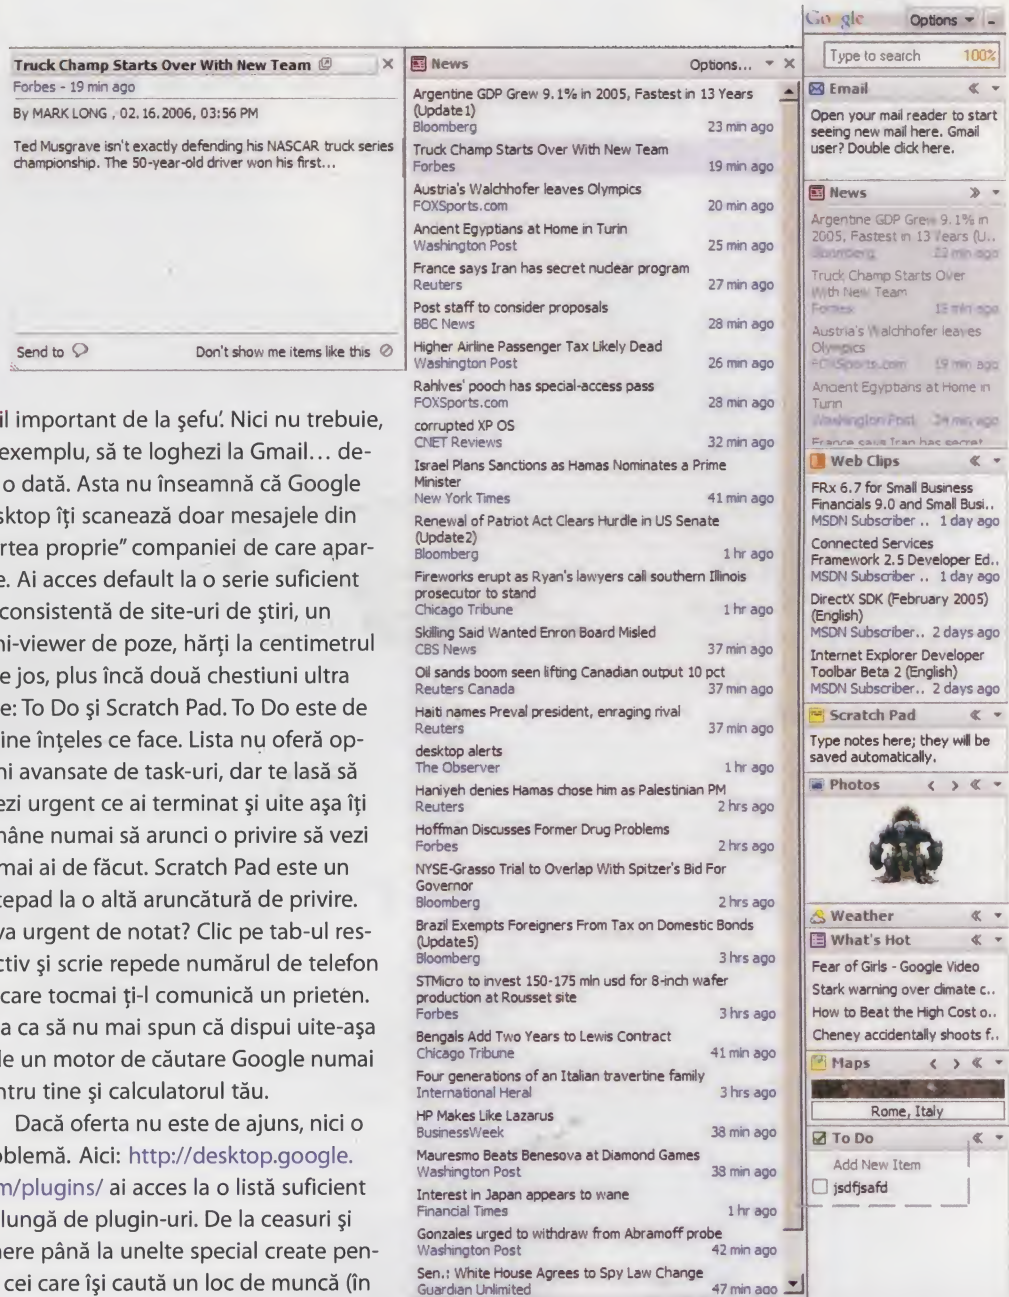 Truck Champ Starts Over With New Team
Forbes - 19 min ago
By MARK LONG , 02.16.2006, 03:56 PM
Ted Musgrave isn't exactly defending his NASCAR truck series
championship. The 50-year-old driver won his first...
Send to Don't show me items like this
il important de la şefu'. Nici nu trebuie,
exemplu, să te loghezi la Gmail... de-
o dată. Asta nu înseamnă că Google
sktop îţi scanează doar mesajele din
rtea proprie" companiei de care apar-
e. Ai acces default la o serie suficient
consistentă de site-uri de ştiri, un
ni-viewer de poze, hărţi la centimetrul
e jos, plus încă două chestiuni ultra
e: To Do şi Scratch Pad. To Do este de
ine înţeles ce face. Lista nu oferă op-
ni avansate de task-uri, dar te lasă să
ezi urgent ce ai terminat şi uite aşa îţi
nâne numai să arunci o privire să vezi
mai ai de făcut. Scratch Pad este un
tepad la o altă aruncătură de privire.
va urgent de notat? Clic pe tab-ul res-
ctiv şi scrie repede numărul de telefon
care tocmai ţi-l comunică un prieten.
a ca să nu mai spun că dispui uite-aşa
le un motor de căutare Google numai
ntru tine şi calculatorul tău.
Dacă oferta nu este de ajuns, nici o
oblemă. Aici: http://desktop.google.
m/plugins/ ai acces la o listă suficient
lungă de plugin-uri. De la ceasuri şi
nere până la unelte special create pen-
cei care îşi caută un loc de muncă (în
News Options...
Argentine GDP Grew 9.1% in 2005, Fastest in 13 Years
(Update1)
Bloomberg 23 min ago
Truck Champ Starts Over With New Team
Forbes 19 min ago
Austria's Walchhofer leaves Olympics
FOXSports.com 20 min ago
Ancient Egyptians at Home in Turin
Washington Post 25 min ago
France says Iran has secret nuclear program
Reuters 27 min ago
Post staff to consider proposals
BBC News 28 min ago
Higher Airline Passenger Tax Likely Dead
Washington Post 26 min ago
Rahlves' pooch has special-access pass
FOXSports.com 28 min ago
corrupted XP OS
CNET Reviews 32 min ago
Israel Plans Sanctions as Hamas Nominates a Prime
Minister
New York Times 41 min ago
Renewal of Patriot Act Clears Hurdle in US Senate
(Update2)
Bloomberg 1 hr ago
Fireworks erupt as Ryan's lawyers call southern Illinois
prosecutor to stand
Chicago Tribune 1 hr ago
Skilling Said Wanted Enron Board Misled
CBS News 37 min ago
Oil sands boom seen lifting Canadian output 10 pct
Reuters Canada 37 min ago
Haiti names Preval president, enraging rival
Reuters 37 min ago
desktop alerts
The Observer 1 hr ago
Haniyeh denies Hamas chose him as Palestinian PM
Reuters 2 hrs ago
Hoffman Discusses Former Drug Problems
Forbes 2 hrs ago
NYSE-Grasso Trial to Overlap With Spitzer's Bid For
Governor
Bloomberg 2 hrs ago
Brazil Exempts Foreigners From Tax on Domestic Bonds
(Update5)
Bloomberg 3 hrs ago
STMicro to invest 150-175 mln usd for 8-inch wafer
production at Rousset site
Forbes 3 hrs ago
Bengals Add Two Years to Lewis Contract
Chicago Tribune 41 min ago
Four generations of an Italian travertine family
International Heral 3 hrs ago
HP Makes Like Lazarus
BusinessWeek 38 min ago
Mauresmo Beats Benesova at Diamond Games
Washington Post 38 min ago
Interest in Japan appears to wane
Financial Times 1 hr ago
Gonzales urged to withdraw from Abramoff probe
Washington Post 42 min ago
Sen.: White House Agrees to Spy Law Change
Guardian Unlimited 47 min ago
Google Options
Type to search 100%
Email
Open your mail reader to start
seeing new mail here. Gmail
user? Double click here.
News
Argentine GDP Grew 9.1% in
2005, Fastest in 13 Years (U..
Bloomberg 22 min ago
Truck Champ Starts Over
With New Team
Forbes min ago
Austria's Walchhofer leaves
Olympics
FOXSports.com 19 min ago
Ancient Egyptians at Home in
Turin
Washington Post 24 min ago
France says Iran has secret
Web Clips
FRx 6.7 for Small Business
Financials 9.0 and Small Busi..
MSDN Subscriber .. 1 day ago
Connected Services
Framework 2.5 Developer Ed..
MSDN Subscriber .. 1 day ago
DirectX SDK (February 2005)
(English)
MSDN Subscriber.. 2 days ago
Internet Explorer Developer
Toolbar Beta 2 (English)
MSDN Subscriber.. 2 days ago
Scratch Pad
Type notes here; they will be
saved automatically.
Photos
Weather
What's Hot
Fear of Girls - Google Video
Stark warning over climate c..
How to Beat the High Cost o..
Cheney accidentally shoots f..
Maps
Rome, Italy
To Do
Add New Item
jsdfjsafd